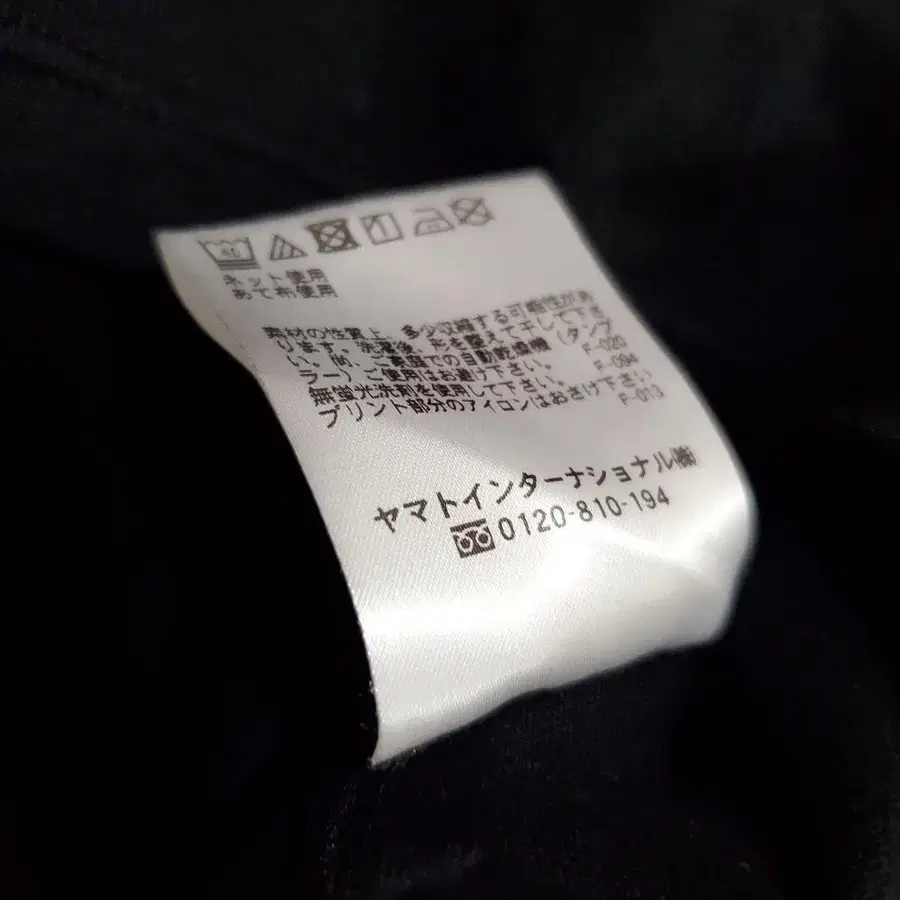 40
ネット使用
あて布使用
素材の性質上、多少収縮する可能性があ
ります。洗濯後、形を整えて干して下さ
い。尚、ご家庭での自動乾燥機（タンブ
ラー）ご使用はお避け下さい。 F-020
無蛍光洗剤を使用して下さい。 F-094
プリント部分のアイロンはおさけ下さい F-013
ヤマトインターナショナル㈱
0120-810-194